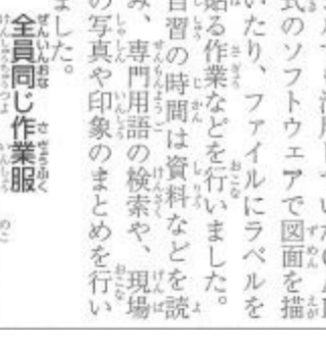 式のソフトウェアで図面を描
いたり、ファイルにラベルを
貼る作業などを行いました。
自習の時間は資料などを読
み、専門用語の検索や、現場
の写真や印象のまとめを行い
ました。
全員同じ作業服